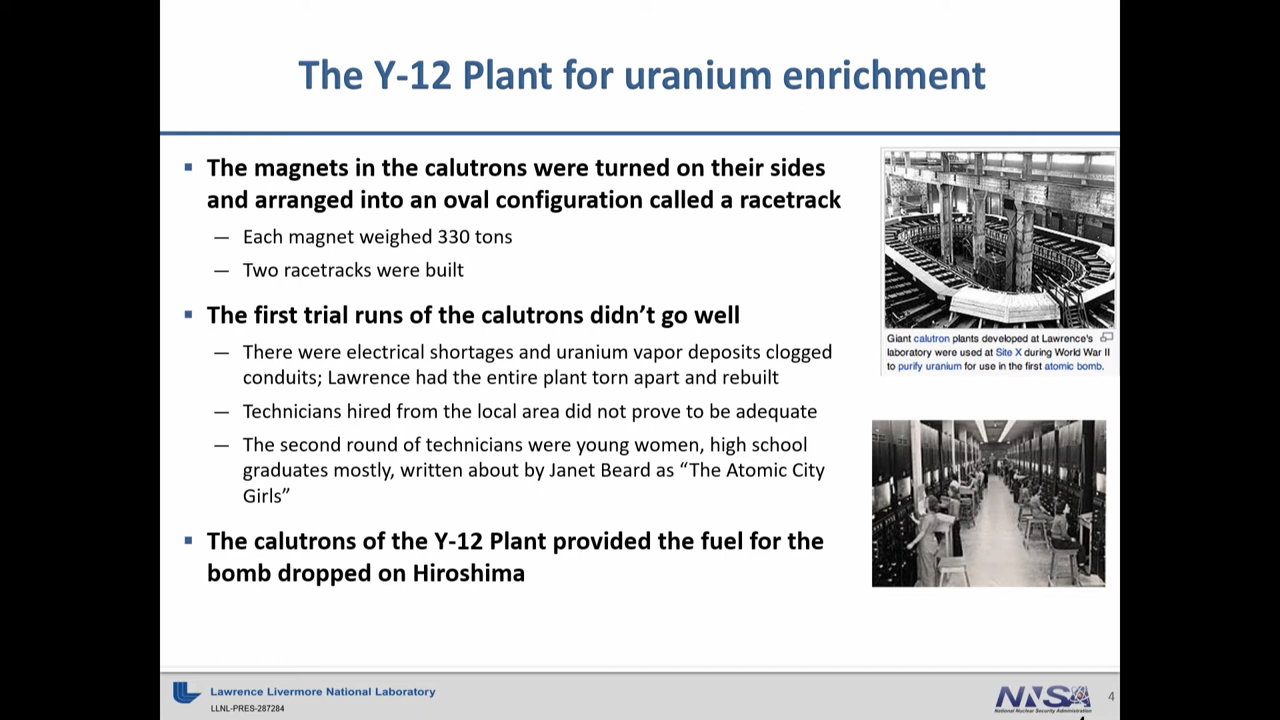 The Y-12 Plant for uranium enrichment
▪ The magnets in the calutrons were turned on their sides
and arranged into an oval configuration called a racetrack
— Each magnet weighed 330 tons
— Two racetracks were built
▪ The first trial runs of the calutrons didn’t go well
— There were electrical shortages and uranium vapor deposits clogged
conduits; Lawrence had the entire plant torn apart and rebuilt
— Technicians hired from the local area did not prove to be adequate
— The second round of technicians were young women, high school
graduates mostly, written about by Janet Beard as “The Atomic City
Girls”
▪ The calutrons of the Y-12 Plant provided the fuel for the
bomb dropped on Hiroshima
Giant calutron plants developed at Lawrence's
laboratory were used at Site X during World War II
to purify uranium for use in the first atomic bomb.
Lawrence Livermore National Laboratory
LLNL-PRES-287284
NNSA
National Nuclear Security Administration
4